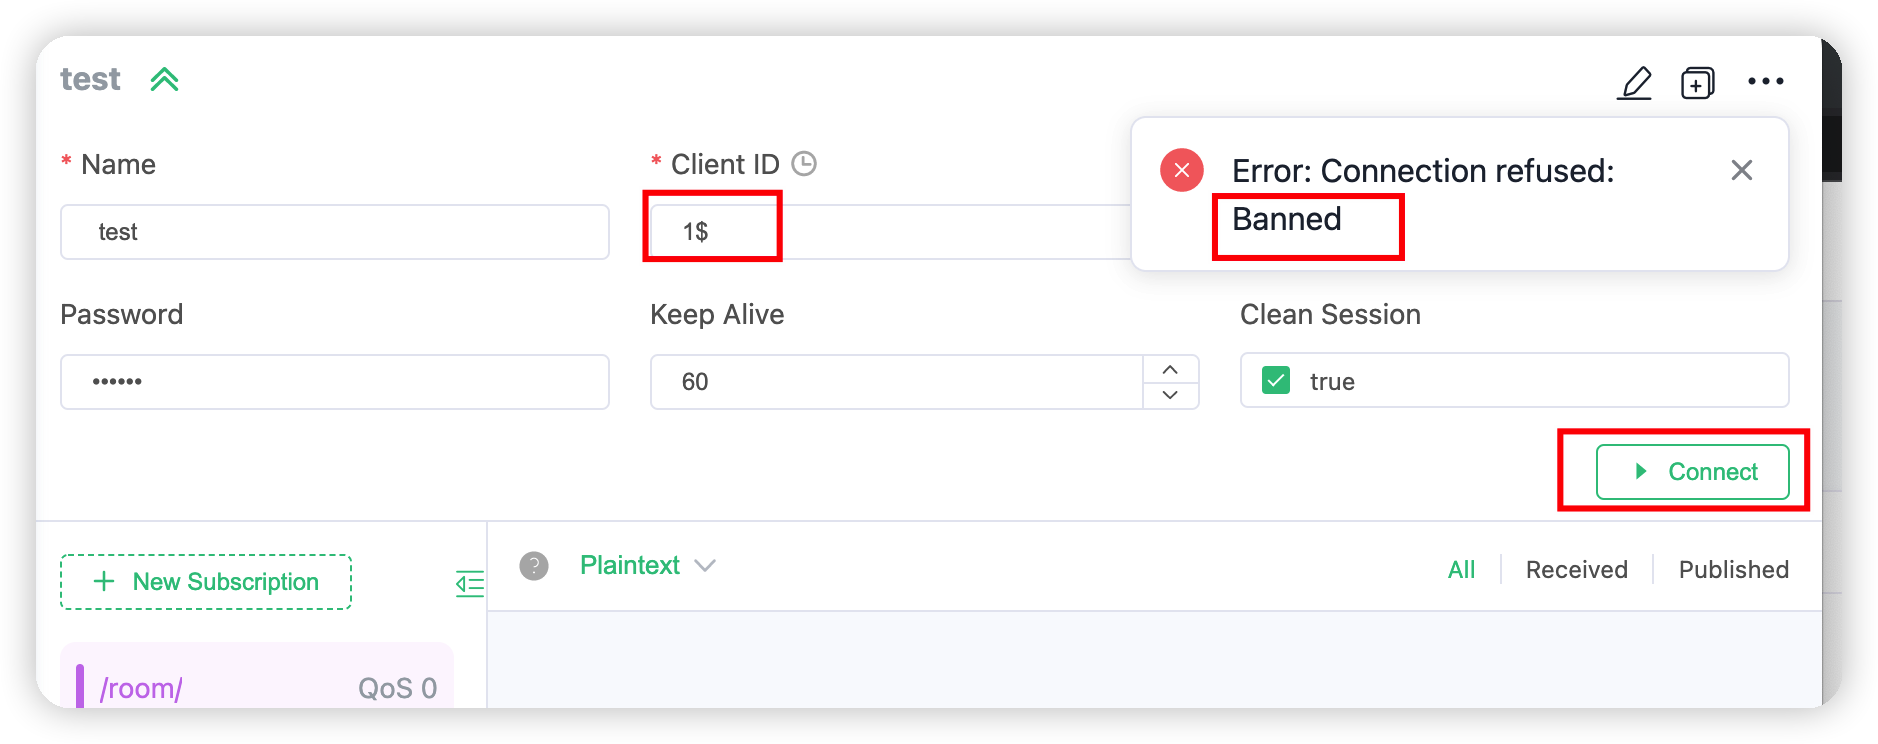 test
* Name
* Client ID
test
1$
Error: Connection refused:
Banned
Password
Keep Alive
Clean Session
••••••
60
true
Connect
+ New Subscription
?
Plaintext
All
Received
Published
/room/
QoS 0